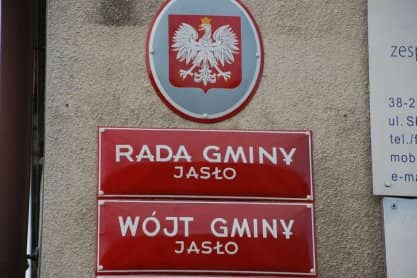 RADA GMINY
JASŁO
WÓJT GMINY
JASŁO
38-2
ul.
tel./
mob
e-ma